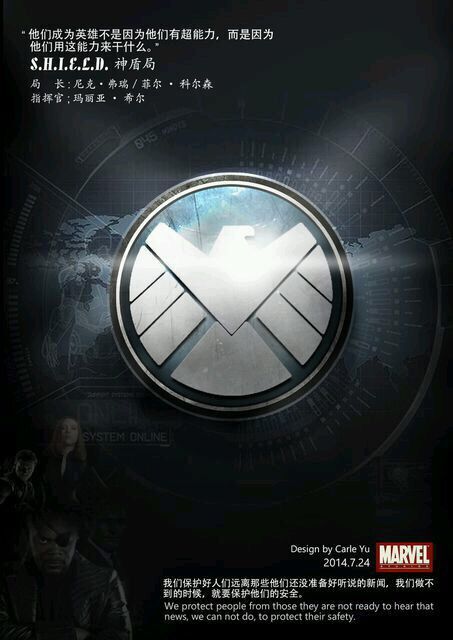 “他们成为英雄不是因为他们有超能力，而是因为
他们用这能力来干什么。”
S.H.I.E.L.D. 神盾局
局　长：尼克·弗瑞 / 菲尔·科尔森
指挥官：玛丽亚·希尔
SYSTEM ONLINE
Design by Carle Yu
2014.7.24
MARVEL
我们保护好人们远离那些他们还没准备好听说的新闻，我们做不
到的时候，就要保护他们的安全。
We protect people from those they are not ready to hear that
news, we can not do, to protect their safety.